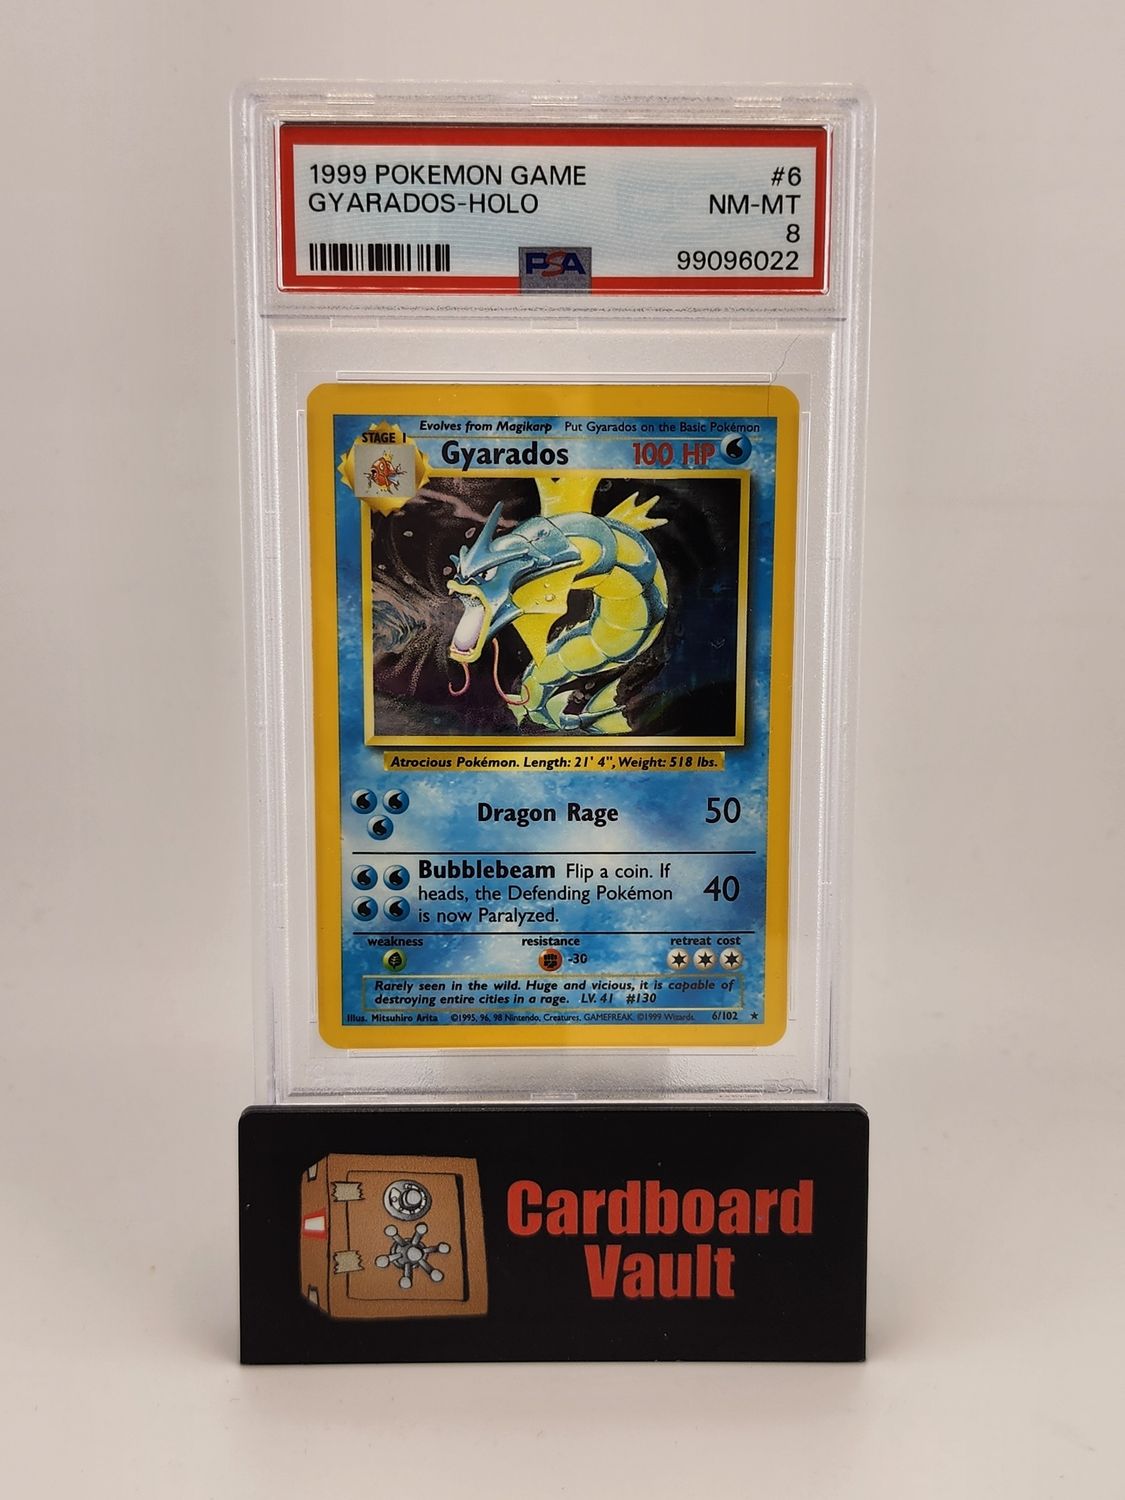 1999 POKEMON GAME #6
GYARADOS-HOLO NM-MT
8
PSA 99096022
Evolves from Magikarp Put Gyarados on the Basic Pokémon
STAGE 1
Gyarados 100 HP
Atrocious Pokémon. Length: 21' 4", Weight: 518 lbs.
Dragon Rage 50
Bubblebeam Flip a coin. If
heads, the Defending Pokémon 40
is now Paralyzed.
weakness resistance retreat cost
-30
Rarely seen in the wild. Huge and vicious, it is capable of
destroying entire cities in a rage. LV. 41 #130
Illus. Mitsuhiro Arita ©1995, 96, 98 Nintendo, Creatures, GAMEFREAK. ©1999 Wizards. 6/102 ★
Cardboard
Vault